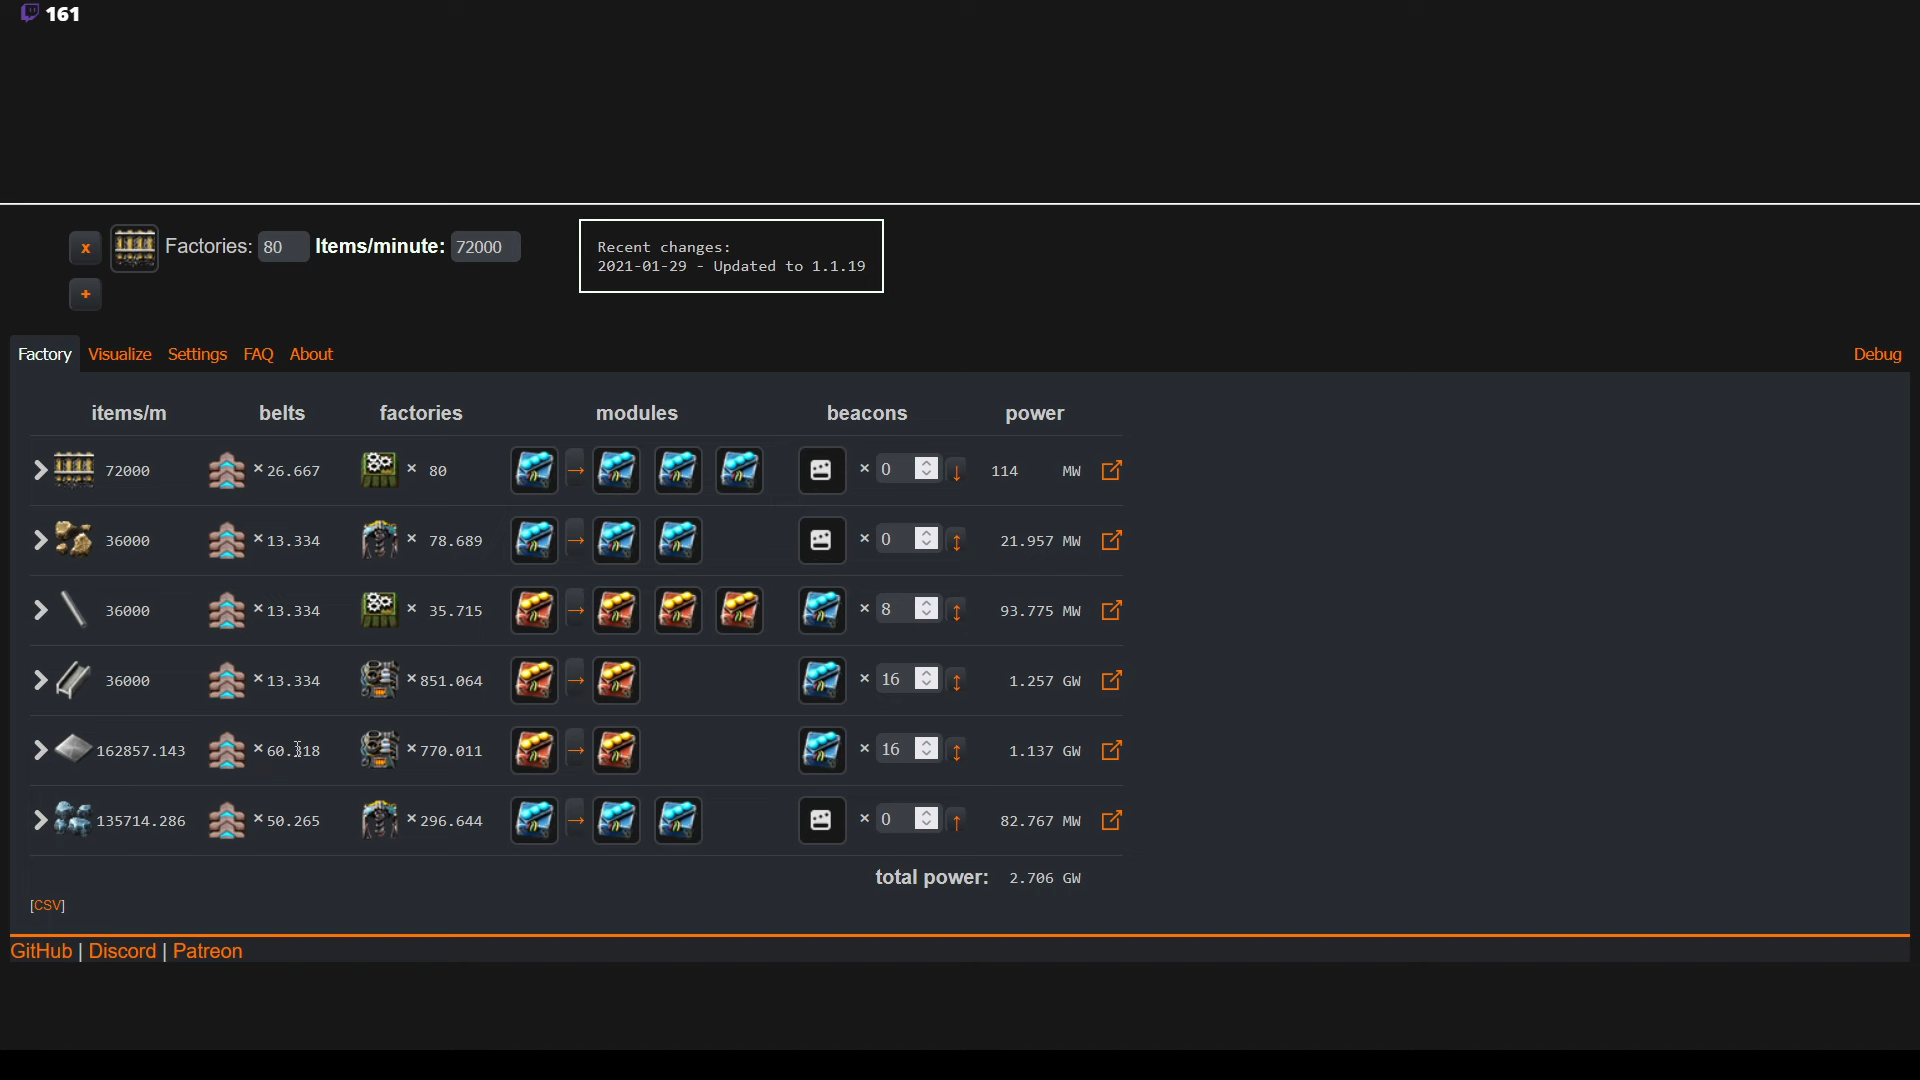 161
x Factories: 80 Items/minute: 72000
+
Recent changes:
2021-01-29 - Updated to 1.1.19
Factory Visualize Settings FAQ About Debug
items/m belts factories modules beacons power
72000 × 26.667 × 80 → × 0 ↓ 114 MW
36000 × 13.334 × 78.689 → × 0 ↕ 21.957 MW
36000 × 13.334 × 35.715 → × 8 ↕ 93.775 MW
36000 × 13.334 × 851.064 → × 16 ↕ 1.257 GW
162857.143 × 60.318 × 770.011 → × 16 ↕ 1.137 GW
135714.286 × 50.265 × 296.644 → × 0 ↑ 82.767 MW
total power: 2.706 GW
[CSV]
GitHub | Discord | Patreon